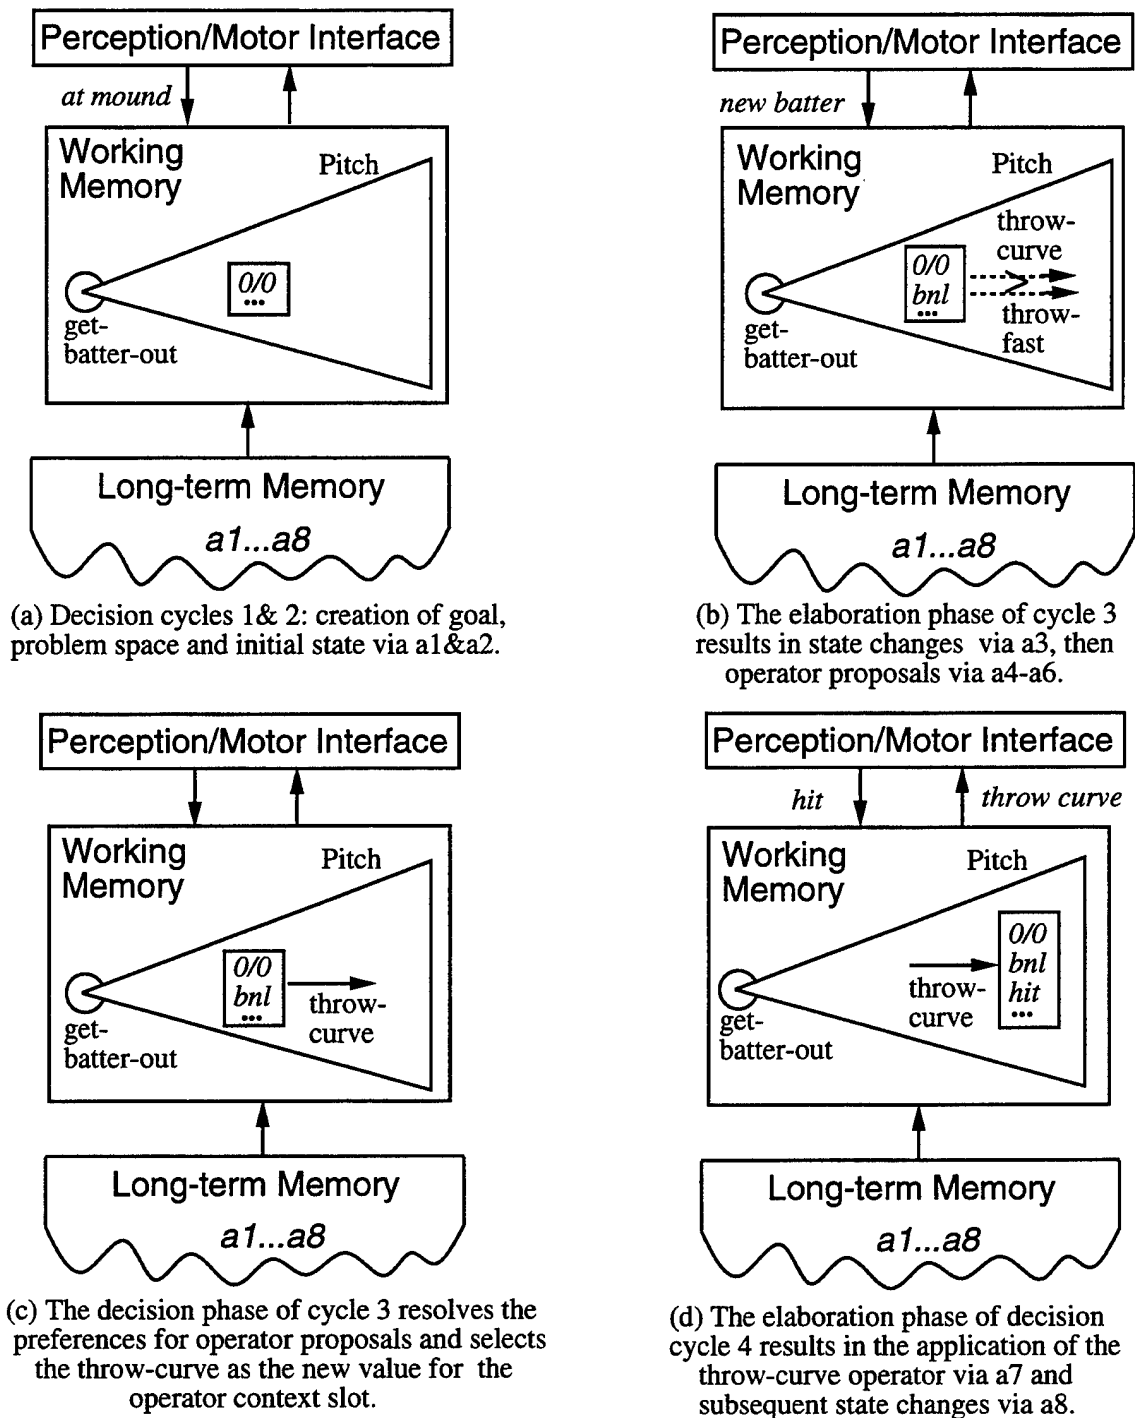 Perception/Motor Interface
at mound
Working
Memory
Pitch
0/0
...
get-
batter-out
Long-term Memory
a1...a8
(a) Decision cycles 1& 2: creation of goal,
problem space and initial state via a1&a2.
Perception/Motor Interface
new batter
Working
Memory
Pitch
throw-
curve
0/0
bnl
...
>
throw-
fast
get-
batter-out
Long-term Memory
a1...a8
(b) The elaboration phase of cycle 3
results in state changes via a3, then
operator proposals via a4-a6.
Perception/Motor Interface
Working
Memory
Pitch
0/0
bnl
...
throw-
curve
get-
batter-out
Long-term Memory
a1...a8
(c) The decision phase of cycle 3 resolves the
preferences for operator proposals and selects
the throw-curve as the new value for the
operator context slot.
Perception/Motor Interface
hit
throw curve
Working
Memory
Pitch
0/0
bnl
hit
...
throw-
curve
get-
batter-out
Long-term Memory
a1...a8
(d) The elaboration phase of decision
cycle 4 results in the application of the
throw-curve operator via a7 and
subsequent state changes via a8.